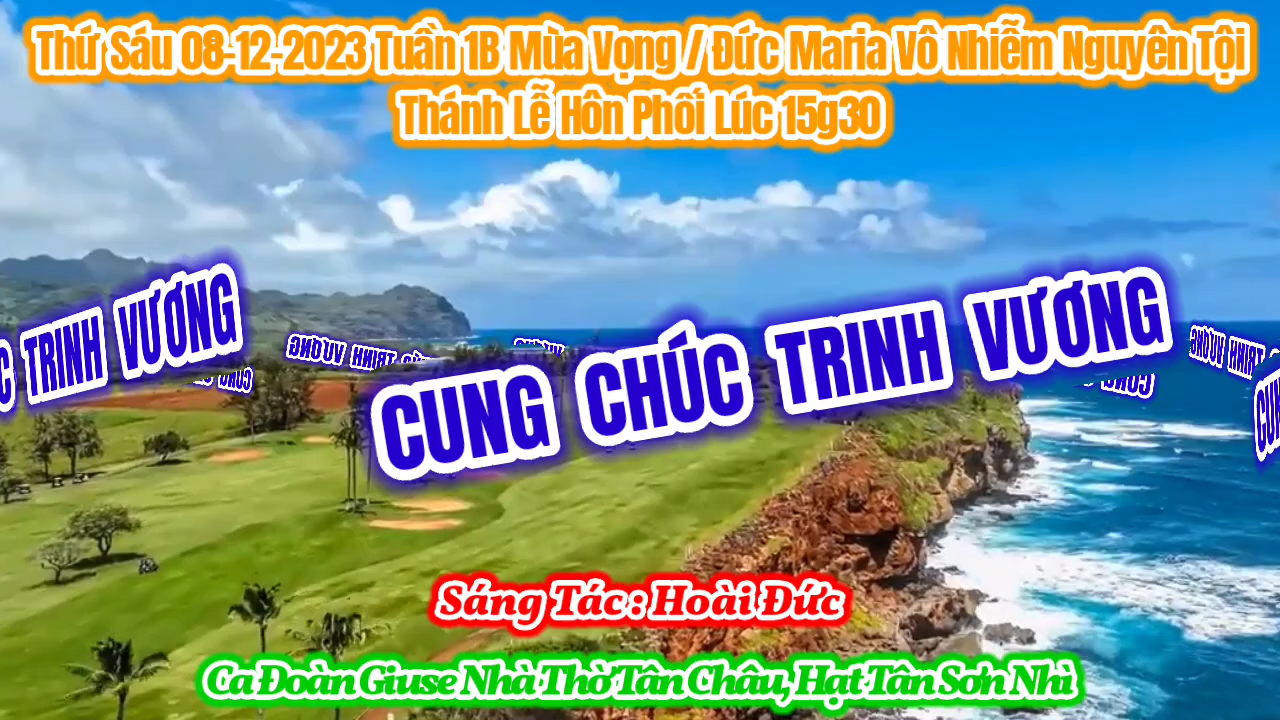 Thứ Sáu 08-12-2023 Tuần 1B Mùa Vọng / Đức Maria Vô Nhiễm Nguyên Tội
Thánh Lễ Hôn Phối Lúc 15g30
TRINH VƯƠNG
CUNG CHÚC TRINH VƯƠNG
Sáng Tác : Hoài Đức
Ca Đoàn Giuse Nhà Thờ Tân Châu, Hạt Tân Sơn Nhì